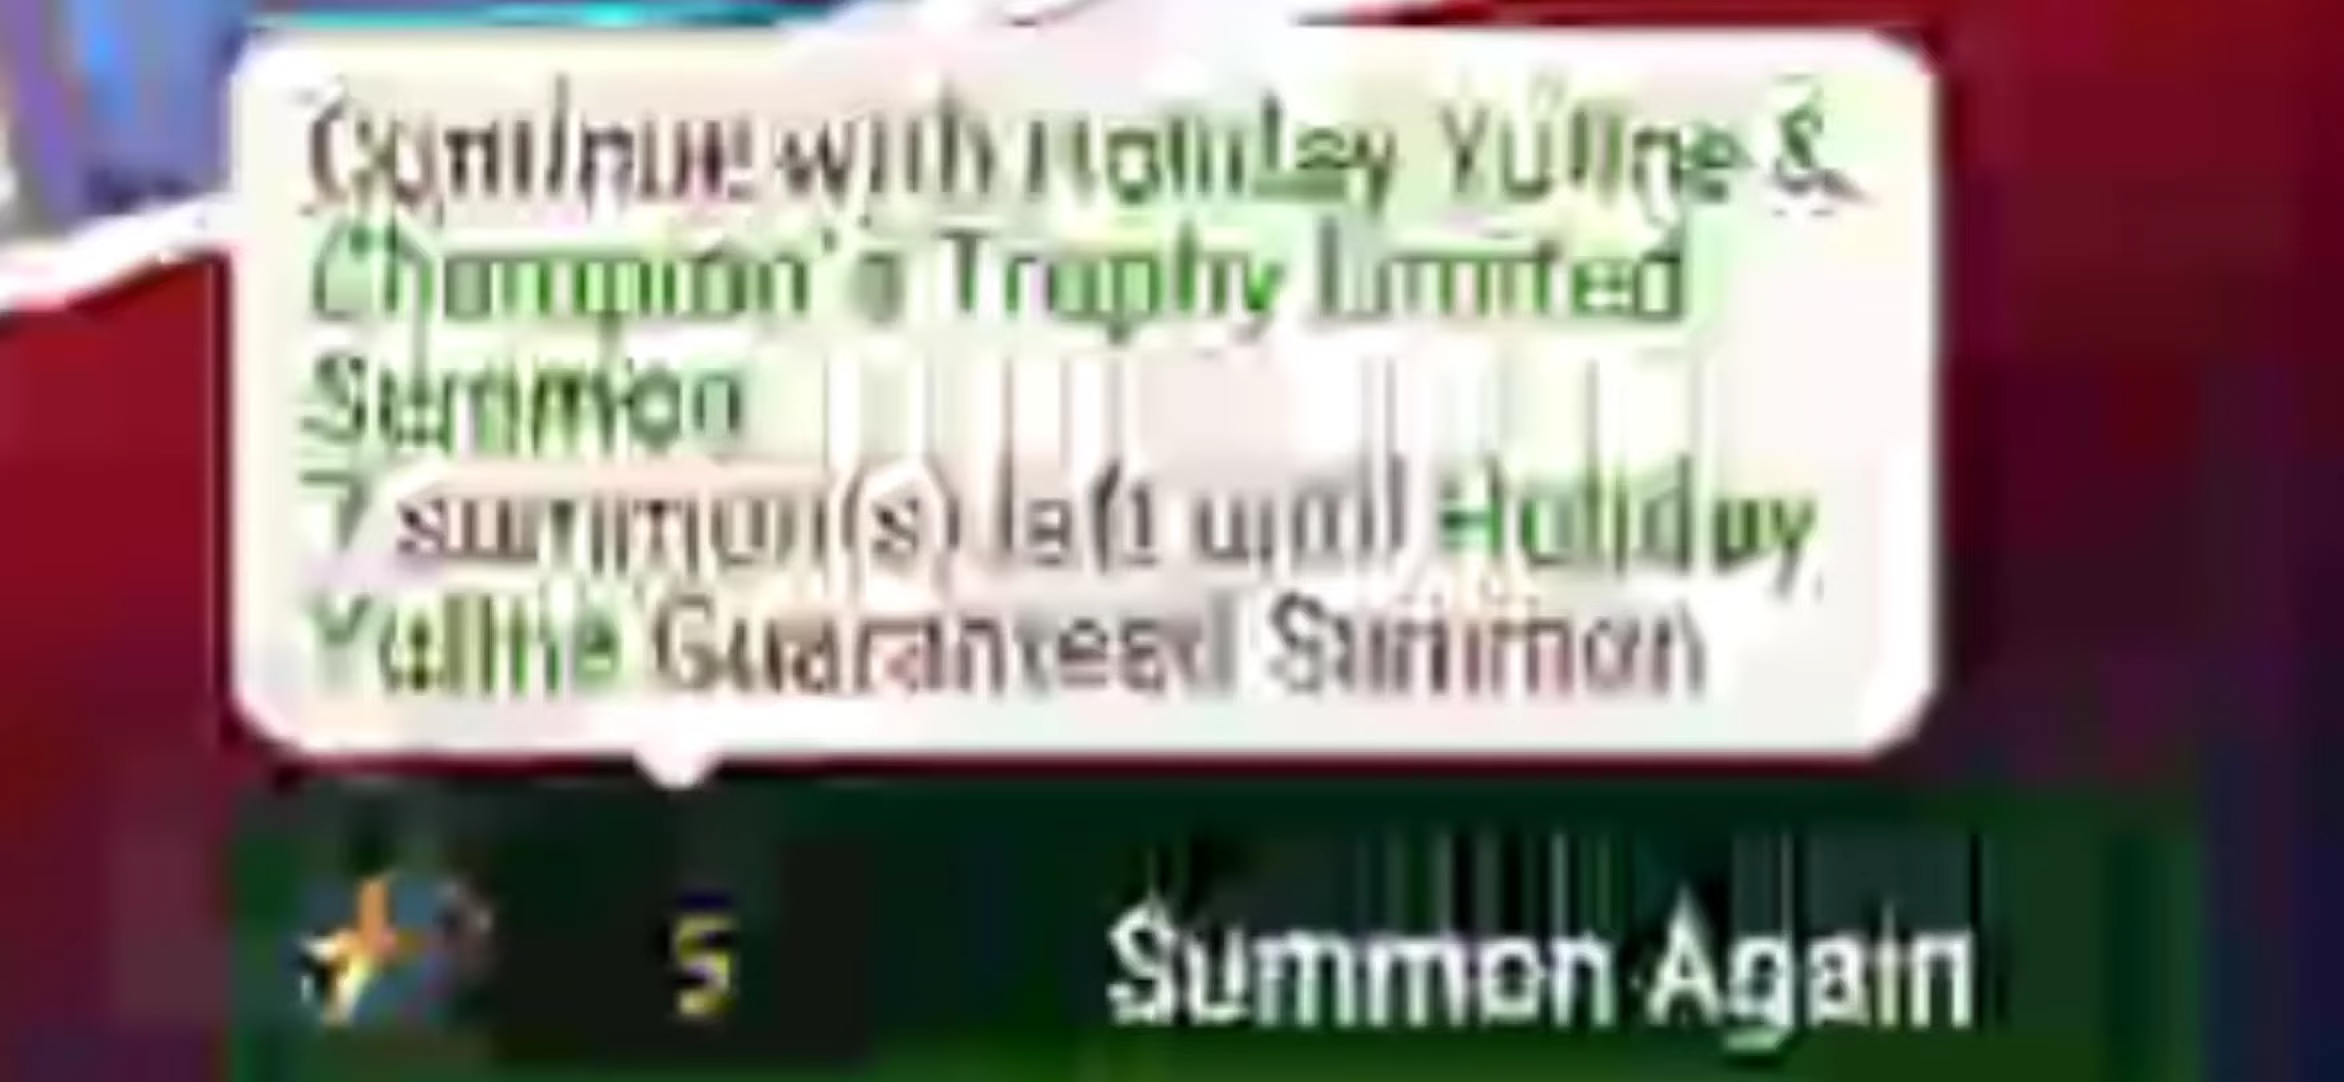 Continue with Holiday Yuline &
Champion's Trophy Limited
Summon
7 summon(s) left until Holiday
Yuline Guaranteed Summon
5 Summon Again